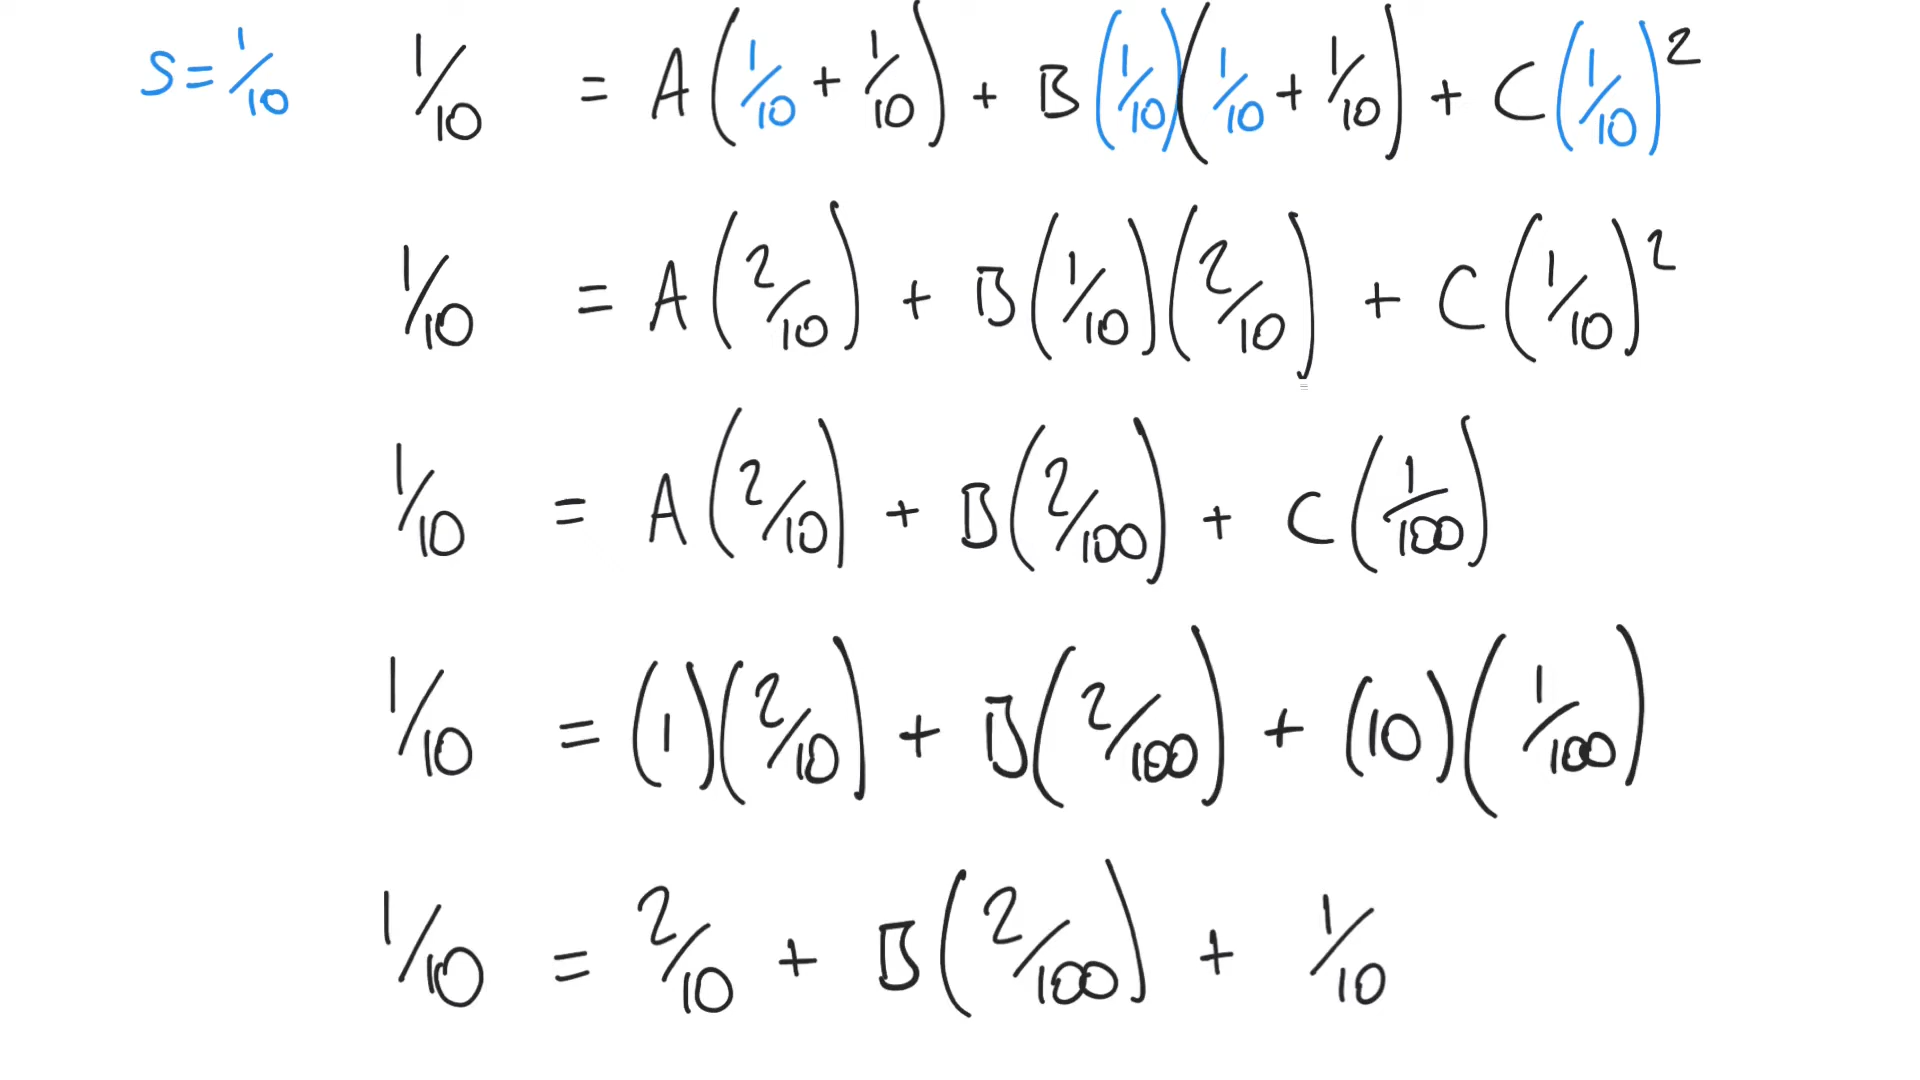 S = 1/10 1/10 = A(1/10 + 1/10) + B(1/10)(1/10 + 1/10) + C(1/10)²
1/10 = A(2/10) + B(1/10)(2/10) + C(1/10)²
1/10 = A(2/10) + B(2/100) + C(1/100)
1/10 = (1)(2/10) + B(2/100) + (10)(1/100)
1/10 = 2/10 + B(2/100) + 1/10